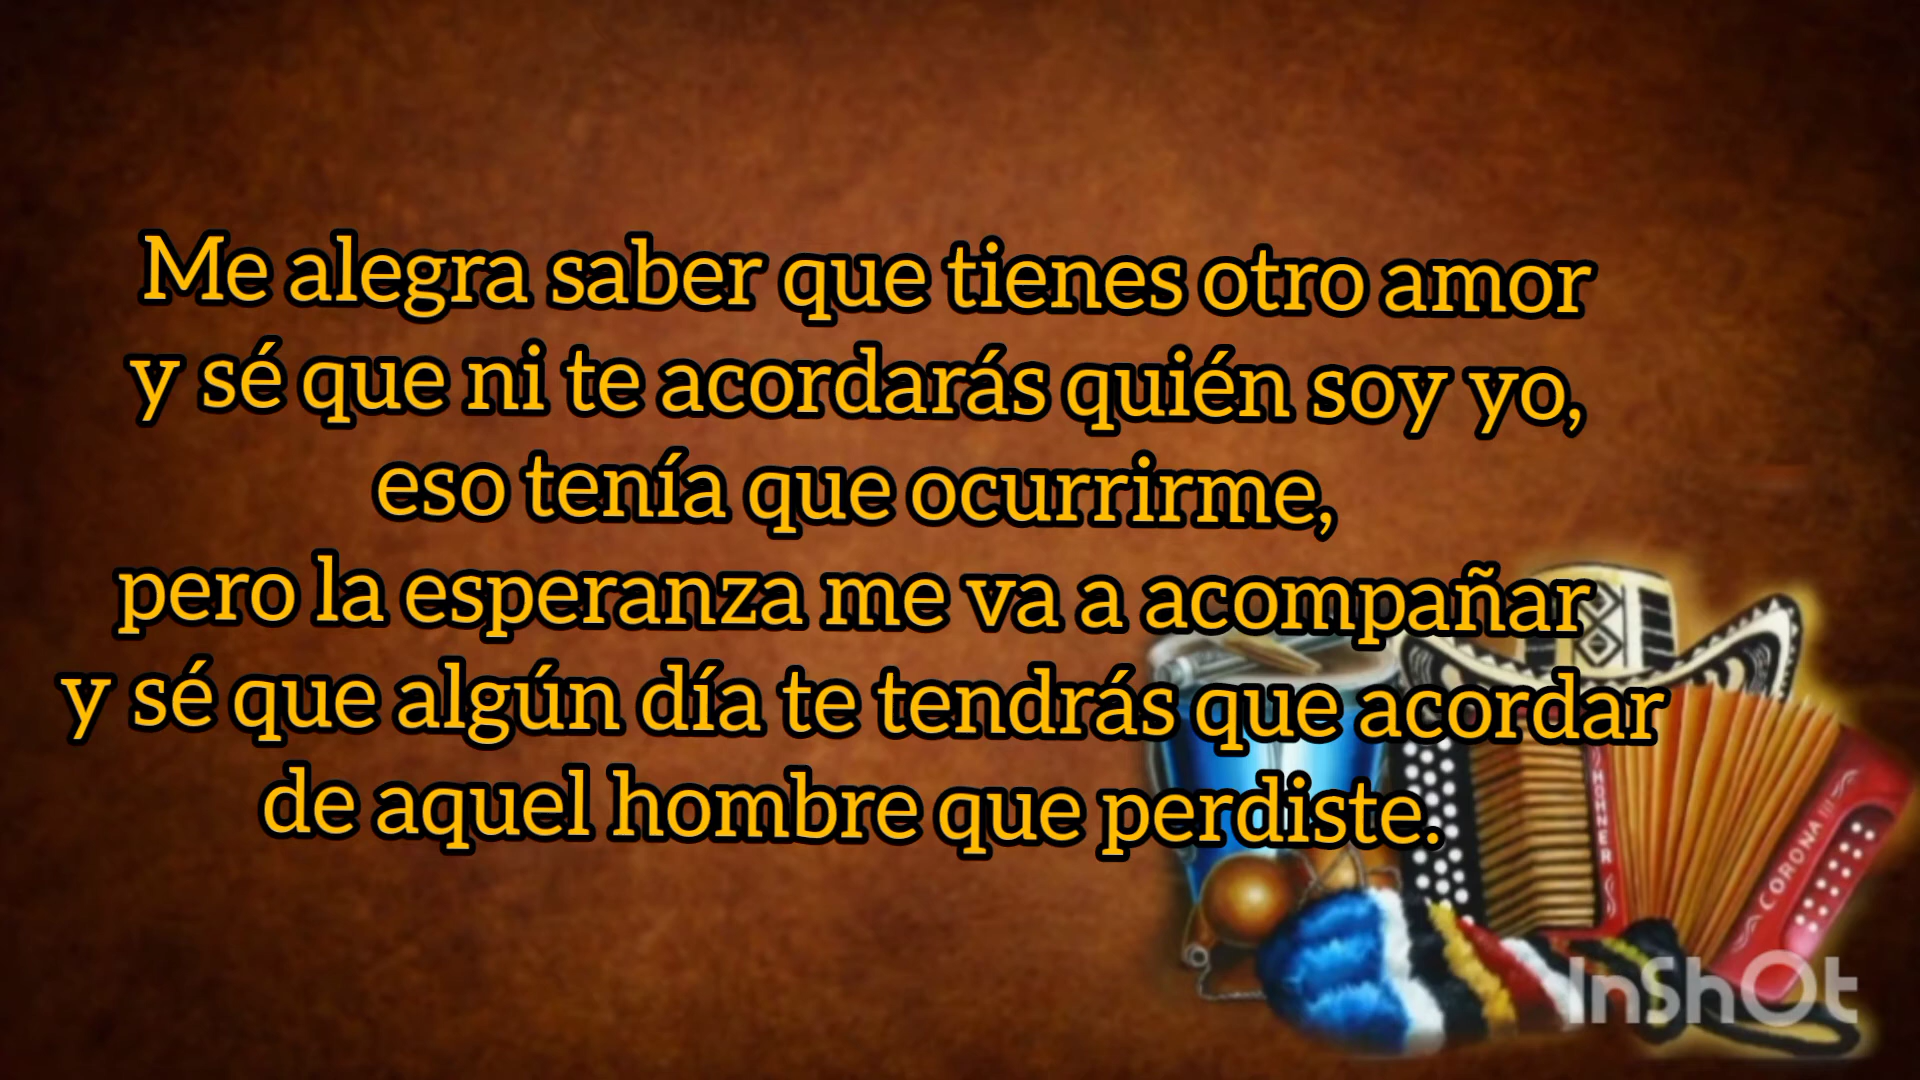 Me alegra saber que tienes otro amor
y sé que ni te acordarás quién soy yo,
eso tenía que ocurrirme,
pero la esperanza me va a acompañar
y sé que algún día te tendrás que acordar
de aquel hombre que perdiste.
HOHNER
CORONA III
InShOt